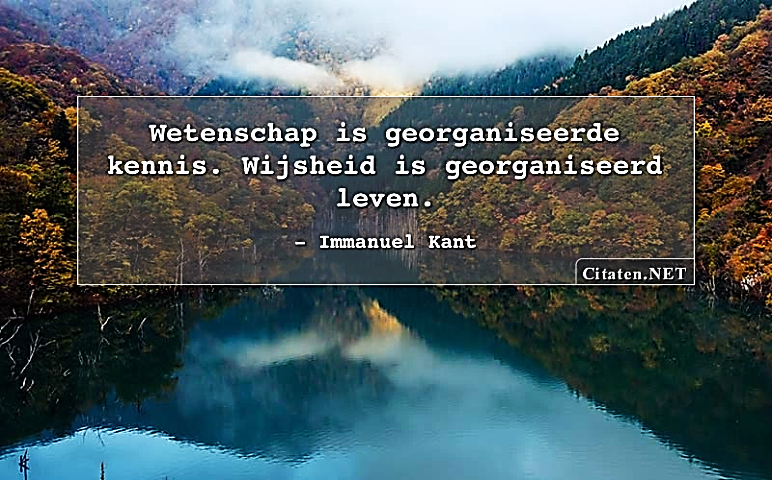 Wetenschap is georganiseerde
kennis. Wijsheid is georganiseerd
leven.
– Immanuel Kant
Citaten.NET